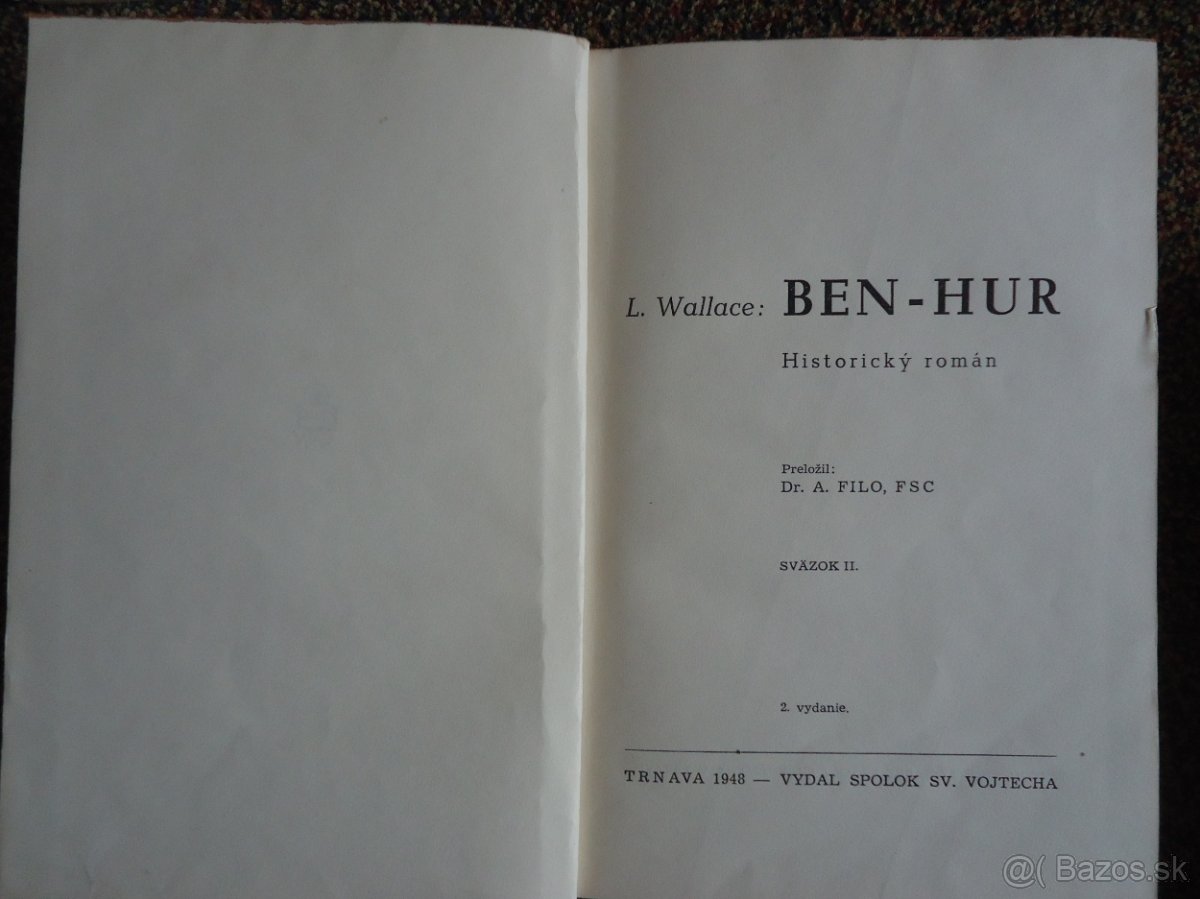 L. Wallace: BEN-HUR
Historický román
Preložil:
Dr. A. FILO, FSC
SVÄZOK II.
2. vydanie.
TRNAVA 1948 — VYDAL SPOLOK SV. VOJTECHA
@( Bazos.sk